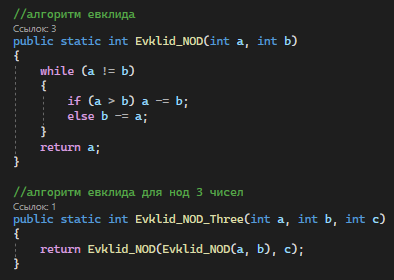 //алгоритм евклида
Ссылок: 3
public static int Evklid_NOD(int a, int b)
{
while (a != b)
{
if (a > b) a -= b;
else b -= a;
}
return a;
}
//алгоритм евклида для нод 3 чисел
Ссылок: 1
public static int Evklid_NOD_Three(int a, int b, int c)
{
return Evklid_NOD(Evklid_NOD(a, b), c);
}